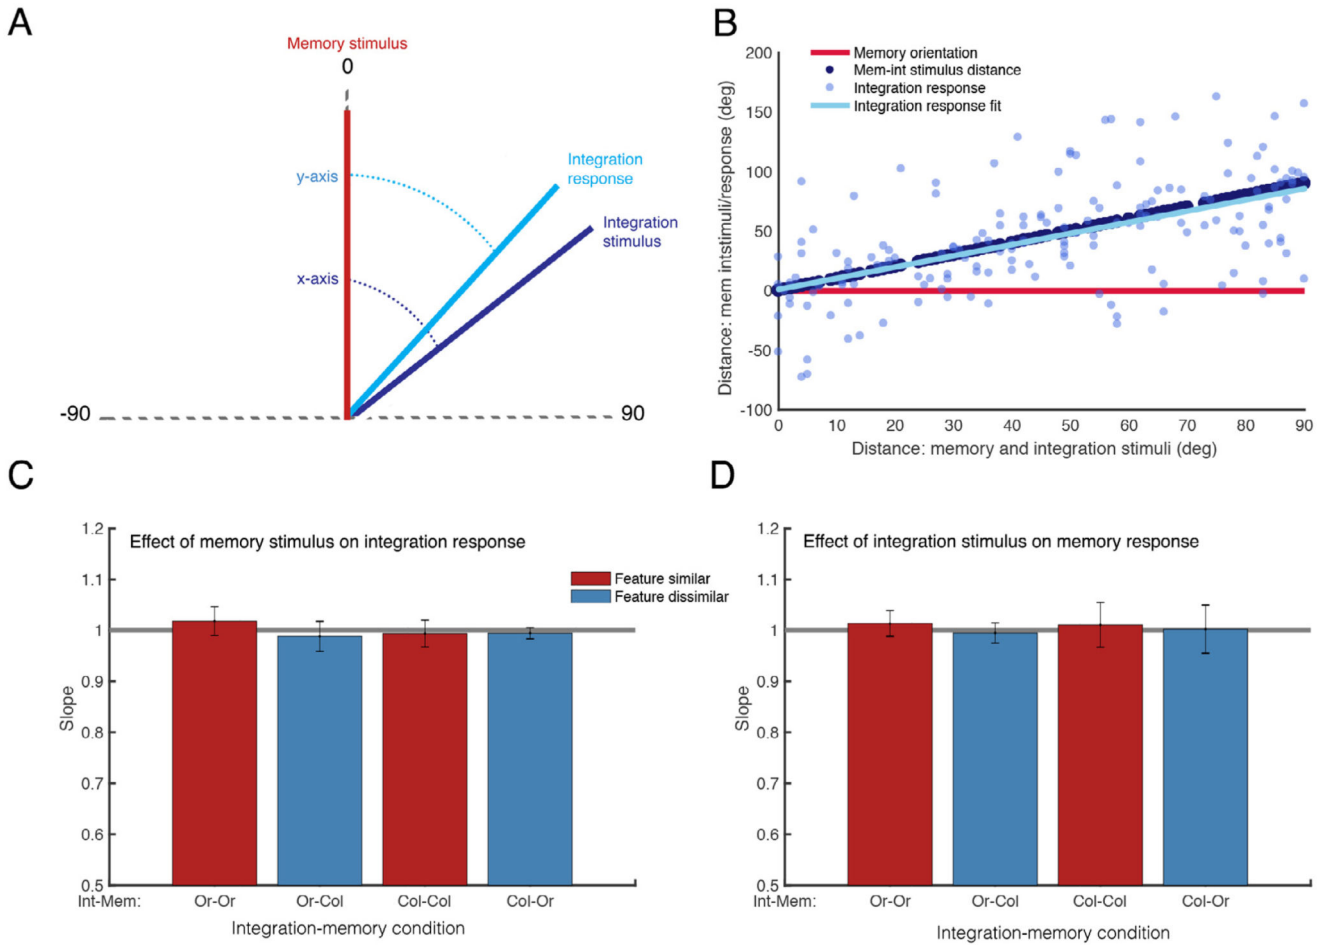 A
Memory stimulus
0
y-axis
Integration
response
Integration
stimulus
x-axis
-90
90
B
Distance: mem intstimuli/response (deg)
200
150
100
50
0
-50
-100
Memory orientation
Mem-int stimulus distance
Integration response
Integration response fit
0 10 20 30 40 50 60 70 80 90
Distance: memory and integration stimuli (deg)
C
Effect of memory stimulus on integration response
Feature similar
Feature dissimilar
Slope
1.2
1.1
1
0.9
0.8
0.7
0.6
0.5
Int-Mem: Or-Or Or-Col Col-Col Col-Or
Integration-memory condition
D
Effect of integration stimulus on memory response
Slope
1.2
1.1
1
0.9
0.8
0.7
0.6
0.5
Int-Mem: Or-Or Or-Col Col-Col Col-Or
Integration-memory condition